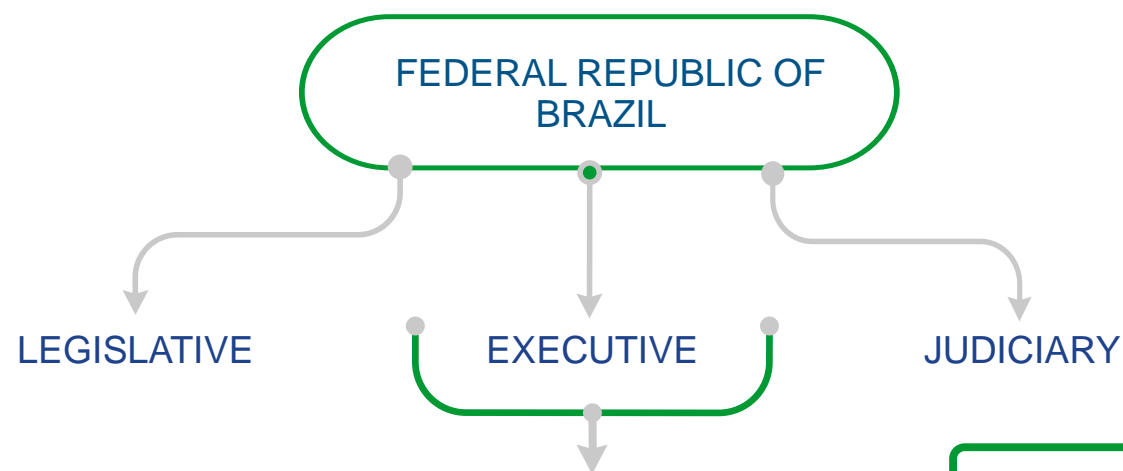 FEDERAL REPUBLIC OF
BRAZIL
LEGISLATIVE
EXECUTIVE
JUDICIARY